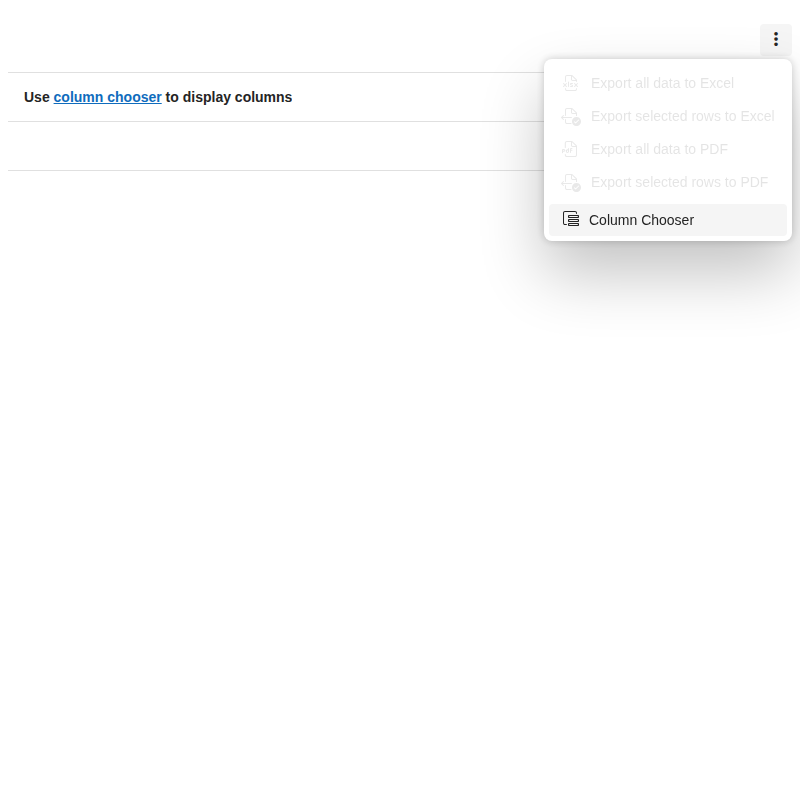 Use column chooser to display columns
Export all data to Excel
Export selected rows to Excel
Export all data to PDF
Export selected rows to PDF
Column Chooser